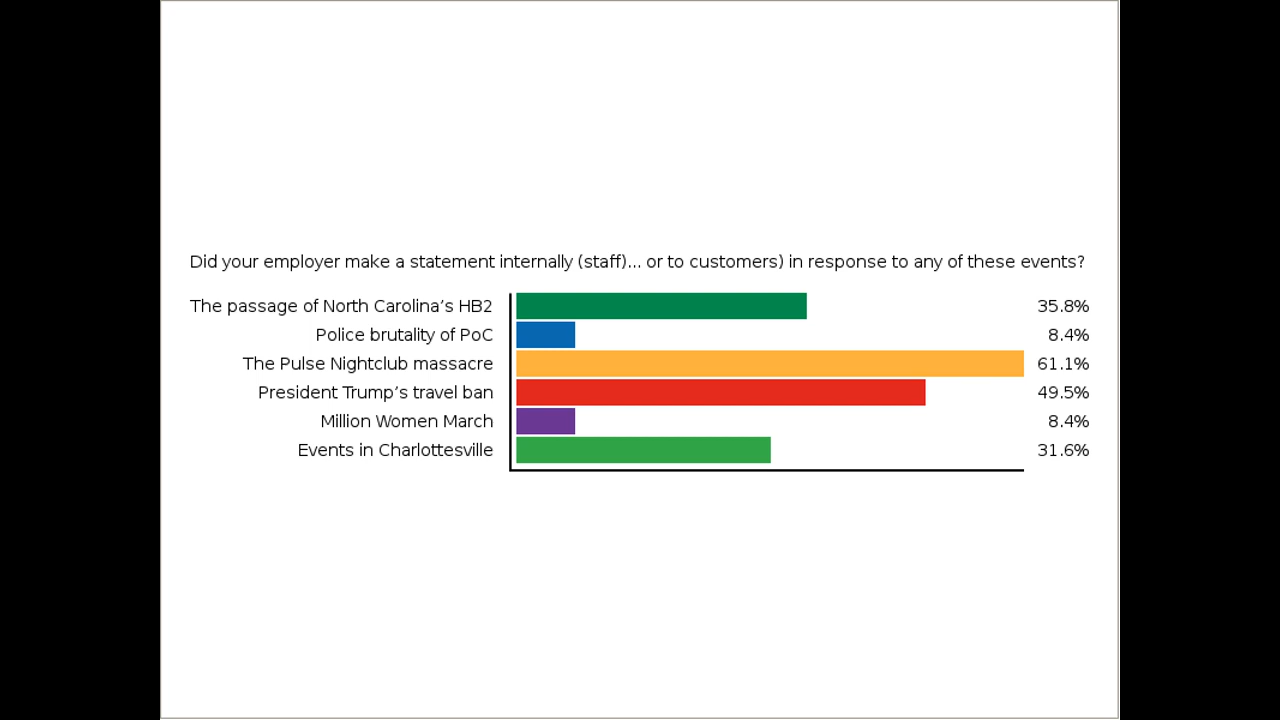 Did your employer make a statement internally (staff)... or to customers) in response to any of these events?
The passage of North Carolina’s HB2 35.8%
Police brutality of PoC 8.4%
The Pulse Nightclub massacre 61.1%
President Trump’s travel ban 49.5%
Million Women March 8.4%
Events in Charlottesville 31.6%